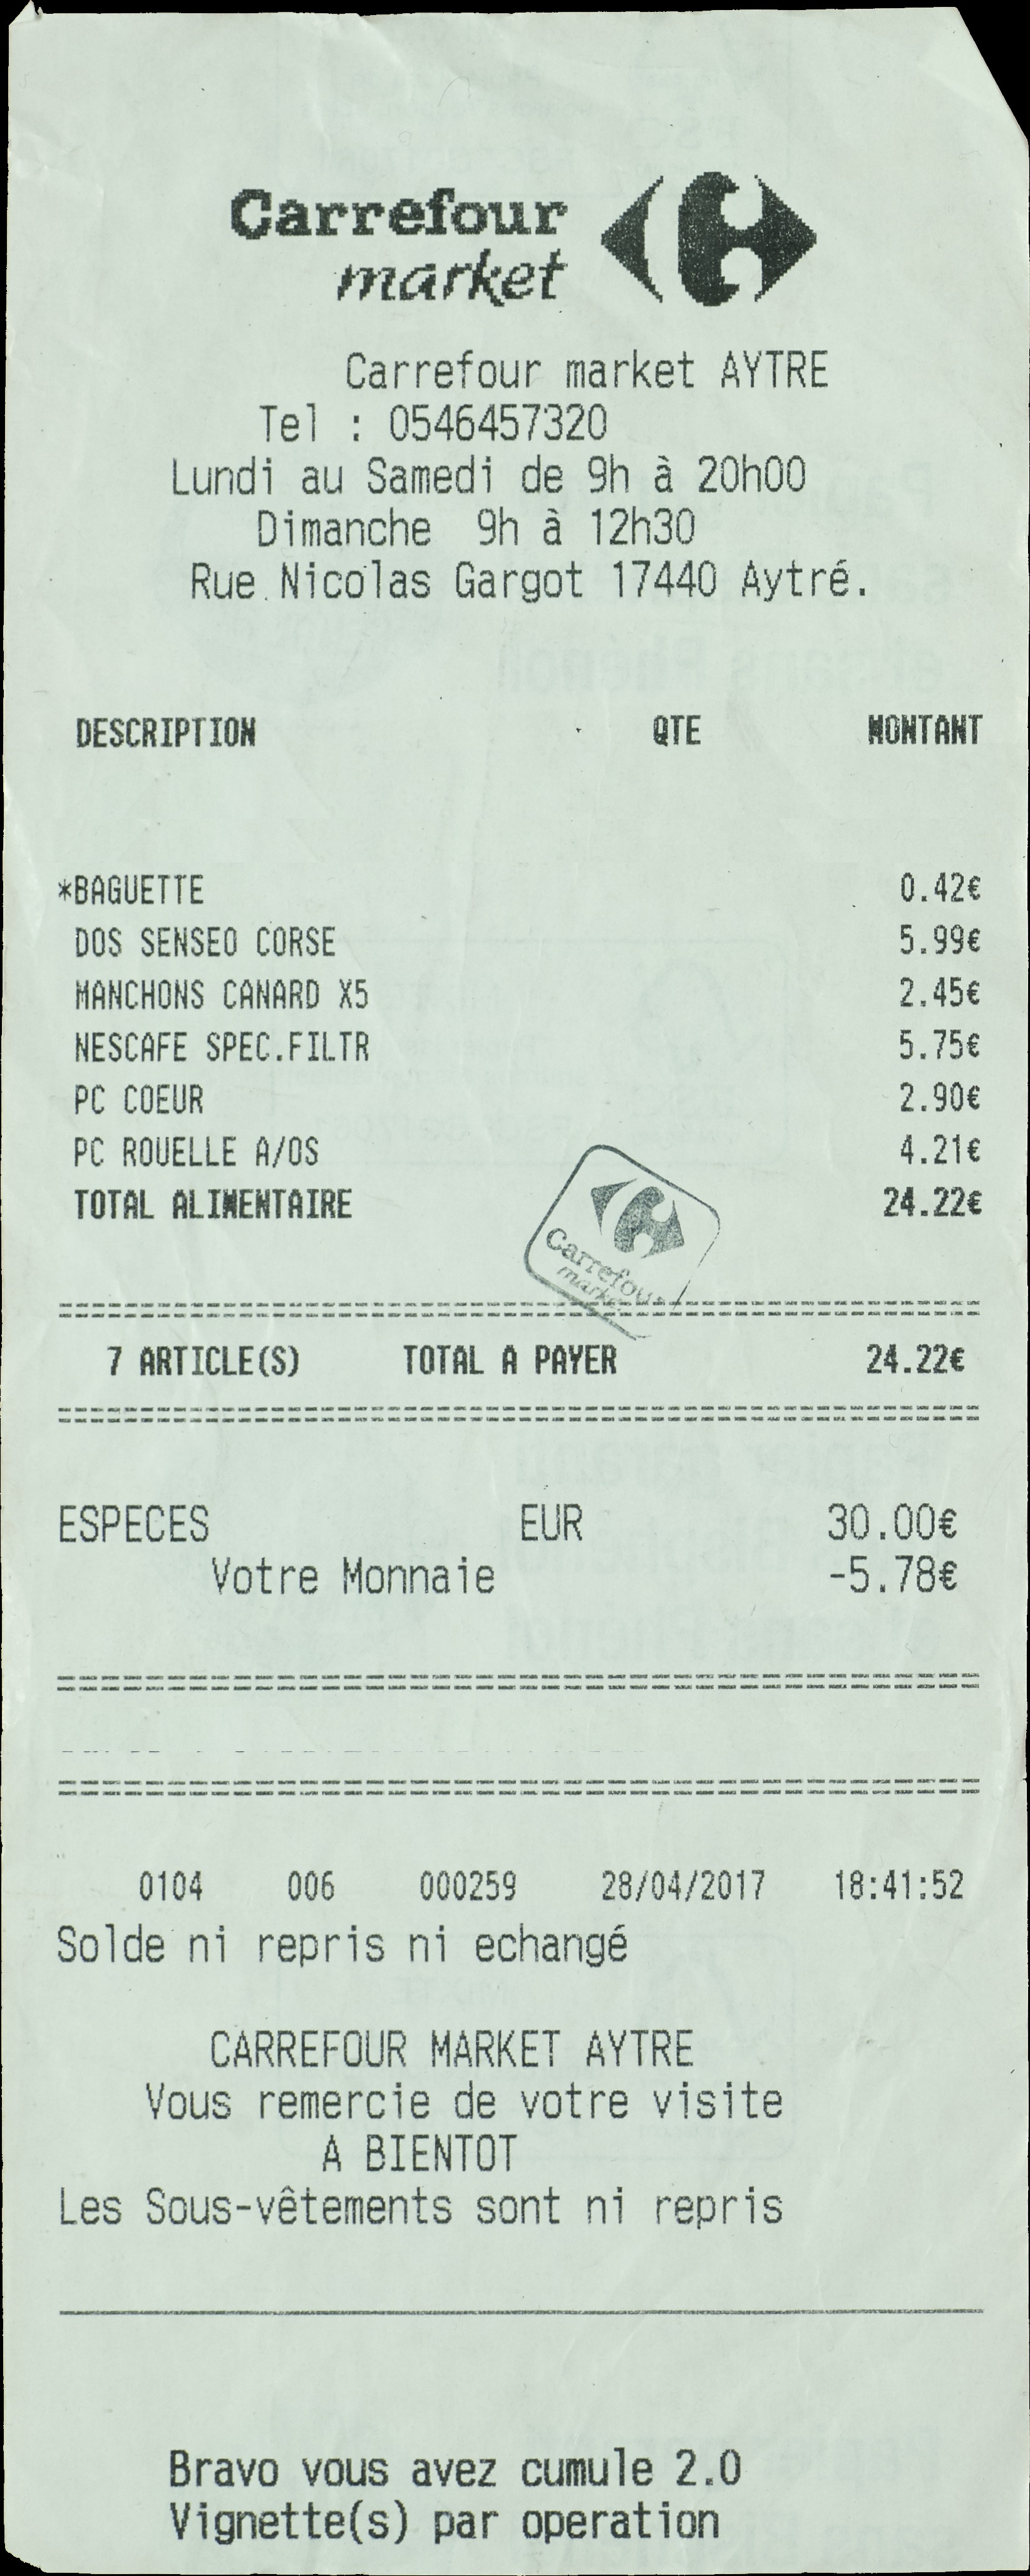 Carrefour
market
Carrefour market AYTRE
Tel : 0546457320
Lundi au Samedi de 9h à 20h00
Dimanche 9h à 12h30
Rue Nicolas Gargot 17440 Aytré.
DESCRIPTION QTE MONTANT
*BAGUETTE 0.42€
DOS SENSEO CORSE 5.99€
MANCHONS CANARD X5 2.45€
NESCAFE SPEC.FILTR 5.75€
PC COEUR 2.90€
PC ROUELLE A/OS 4.21€
TOTAL ALIMENTAIRE 24.22€
Carrefour
market
7 ARTICLE(S) TOTAL A PAYER 24.22€
ESPECES EUR 30.00€
Votre Monnaie -5.78€
0104 006 000259 28/04/2017 18:41:52
Solde ni repris ni echangé
CARREFOUR MARKET AYTRE
Vous remercie de votre visite
A BIENTOT
Les Sous-vêtements sont ni repris
Bravo vous avez cumule 2.0
Vignette(s) par operation